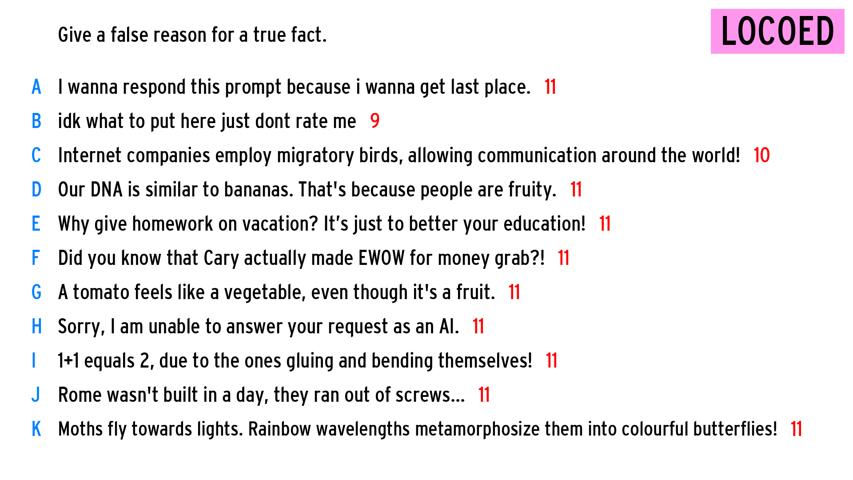 Give a false reason for a true fact.
LOCOED
A I wanna respond this prompt because i wanna get last place. 11
B idk what to put here just dont rate me 9
C Internet companies employ migratory birds, allowing communication around the world! 10
D Our DNA is similar to bananas. That's because people are fruity. 11
E Why give homework on vacation? It’s just to better your education! 11
F Did you know that Cary actually made EWOW for money grab?! 11
G A tomato feels like a vegetable, even though it's a fruit. 11
H Sorry, I am unable to answer your request as an AI. 11
I 1+1 equals 2, due to the ones gluing and bending themselves! 11
J Rome wasn't built in a day, they ran out of screws... 11
K Moths fly towards lights. Rainbow wavelengths metamorphosize them into colourful butterflies! 11